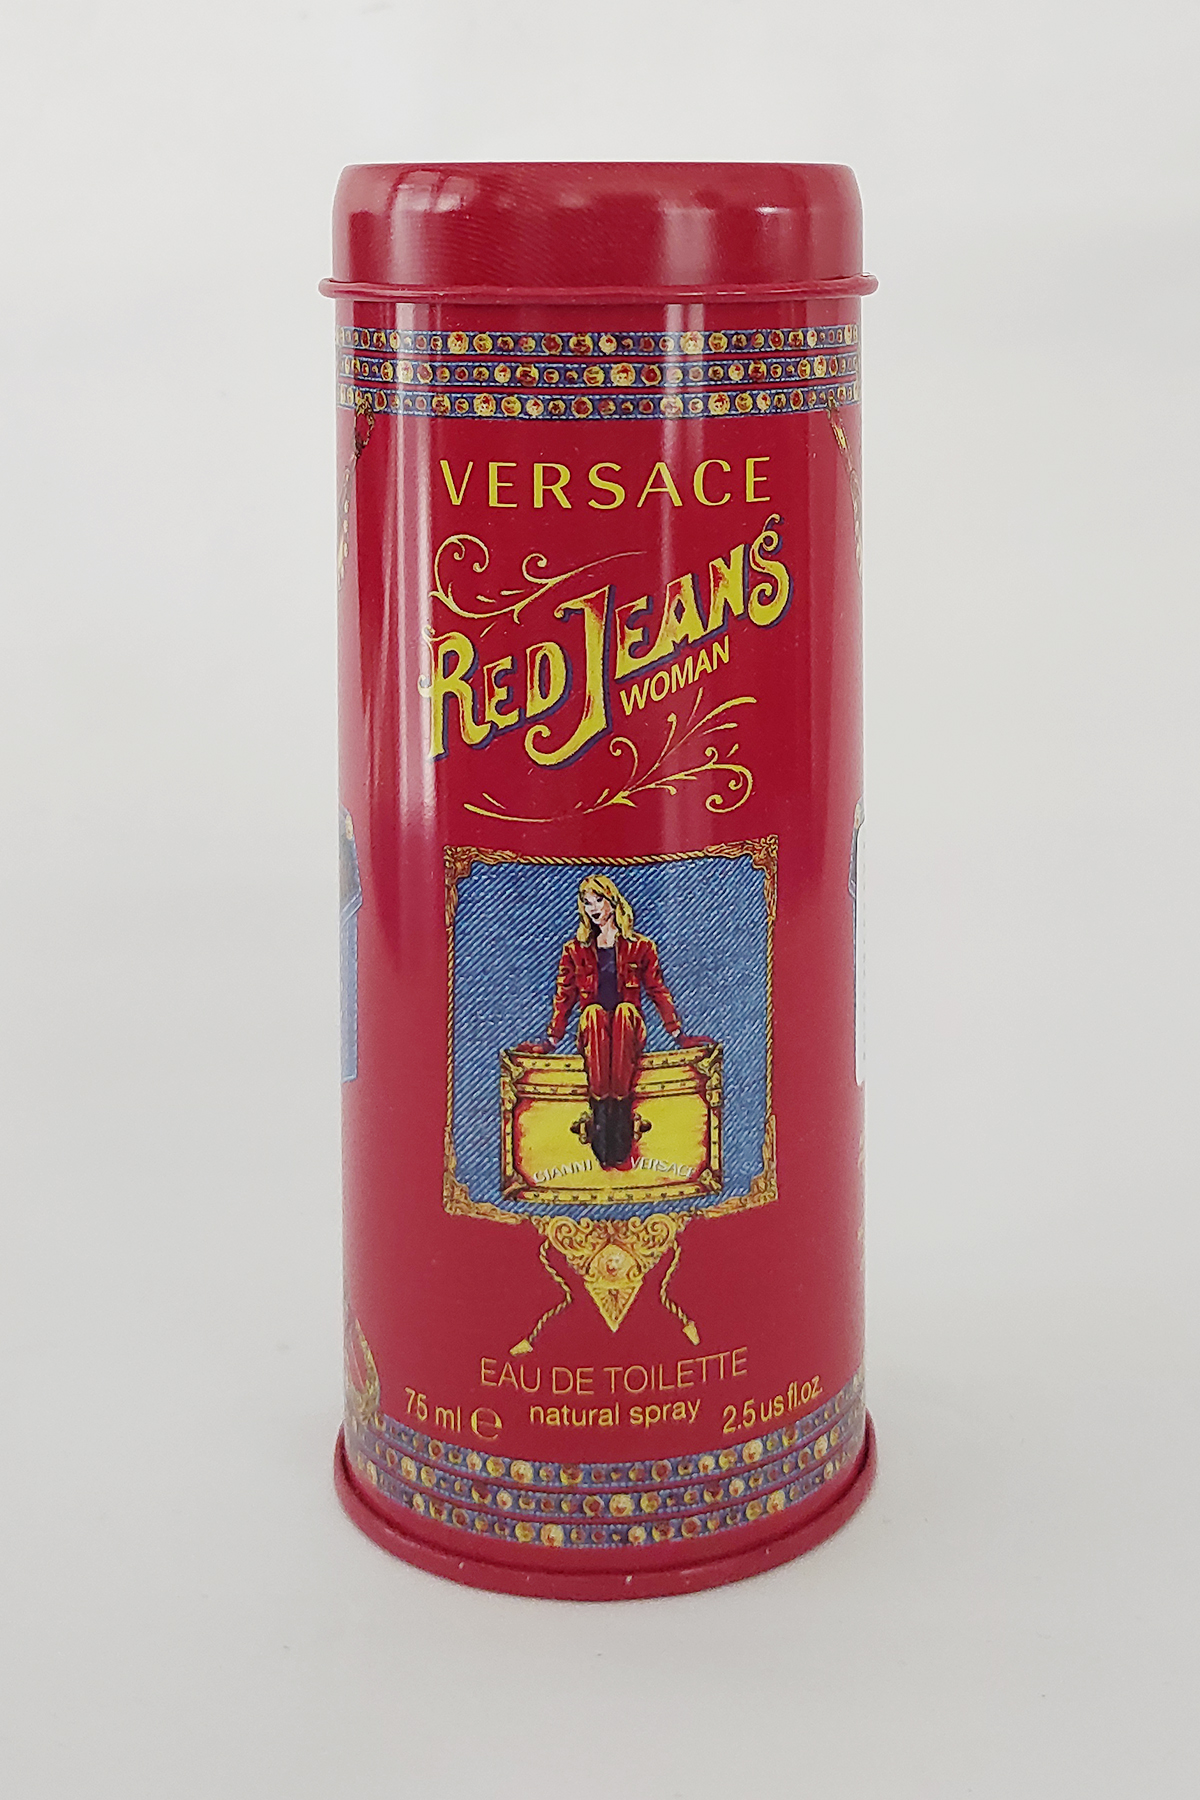 VERSACE
RED JEANS
WOMAN
GIANNI VERSACE
EAU DE TOILETTE
75 ml ℮ natural spray 2.5 us fl.oz.